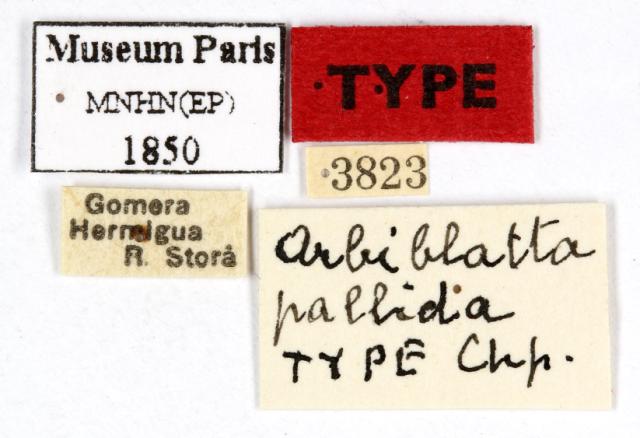 Museum Paris
MNHN(EP)
1850
TYPE
3823
Gomera
Hermigua
R. Storå
Arbiblatta
pallida
TYPE Chp.